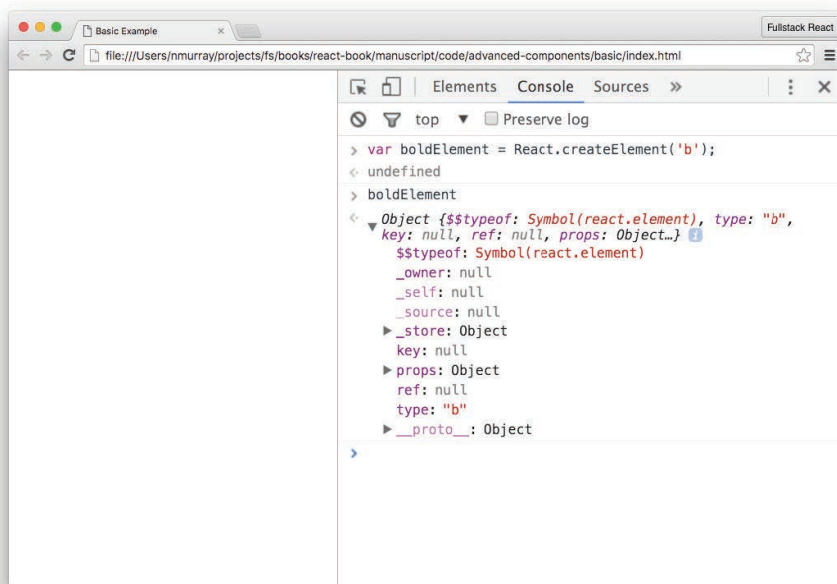 Basic Example
Fullstack React
file:///Users/nmurray/projects/fs/books/react-book/manuscript/code/advanced-components/basic/index.html
Elements Console Sources »
top ▼ Preserve log
> var boldElement = React.createElement('b');
< undefined
> boldElement
< ▼ Object {$$typeof: Symbol(react.element), type: "b",
key: null, ref: null, props: Object…} i
$$typeof: Symbol(react.element)
_owner: null
_self: null
_source: null
▶ _store: Object
key: null
▶ props: Object
ref: null
type: "b"
▶ __proto__: Object
>